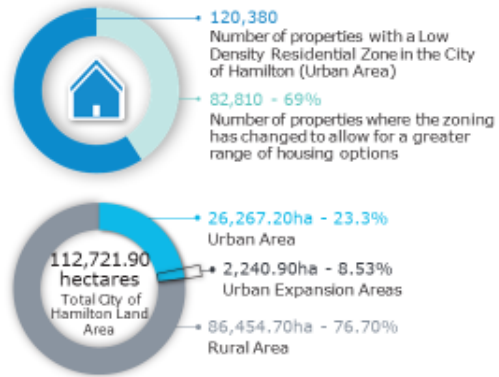 120,380
Number of properties with a Low
Density Residential Zone in the City
of Hamilton (Urban Area)
82,810 - 69%
Number of properties where the zoning
has changed to allow for a greater
range of housing options
26,267.20ha - 23.3%
Urban Area
112,721.90
hectares
Total City of
Hamilton Land
Area
2,240.90ha - 8.53%
Urban Expansion Areas
86,454.70ha - 76.70%
Rural Area